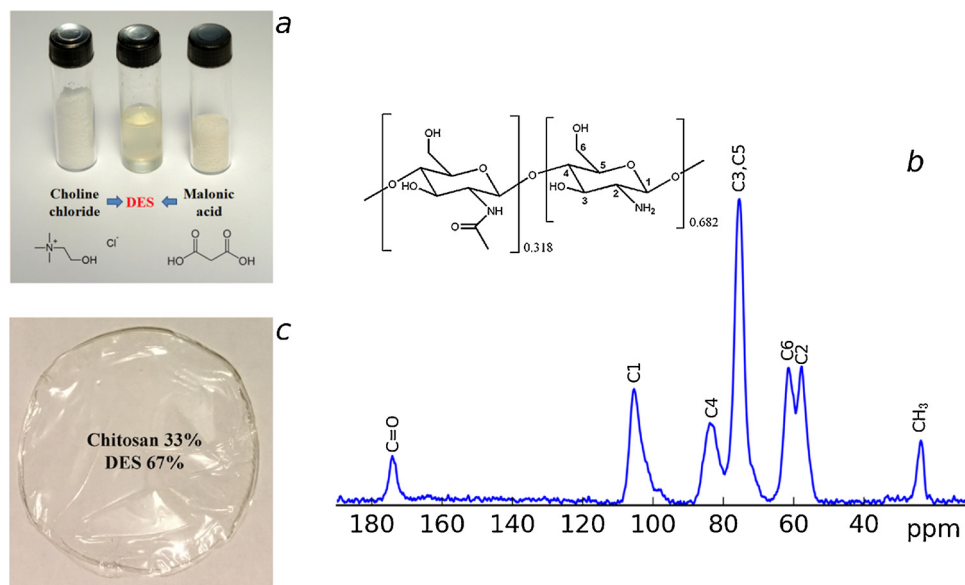 a
Choline
chloride
DES
Malonic
acid
N+
OH
Cl-
O
O
HO
OH
c
Chitosan 33%
DES 67%
b
OH
O
HO
NH
O
0.318
O
OH
6
5
O
4
HO
3
2
1
NH2
O
0.682
C=O
C1
C4
C3,C5
C6
C2
CH3
180
160
140
120
100
80
60
40
ppm